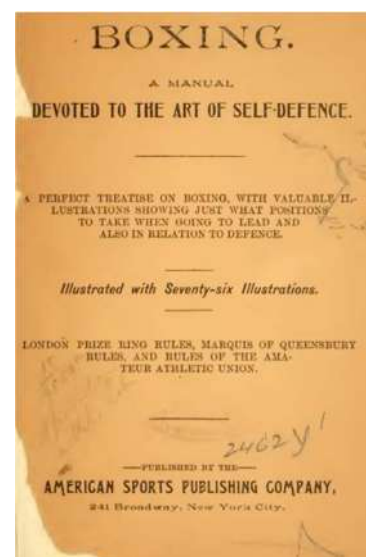 BOXING.
A MANUAL
DEVOTED TO THE ART OF SELF-DEFENCE.
A PERFECT TREATISE ON BOXING, WITH VALUABLE IL-
LUSTRATIONS SHOWING JUST WHAT POSITIONS
TO TAKE WHEN GOING TO LEAD AND
ALSO IN RELATION TO DEFENCE.
Illustrated with Seventy-six Illustrations.
LONDON PRIZE RING RULES, MARQUIS OF QUEENSBURY
RULES, AND RULES OF THE AMA-
TEUR ATHLETIC UNION.
2462Y'
PUBLISHED BY THE
AMERICAN SPORTS PUBLISHING COMPANY,
241 Broadway, New York City.